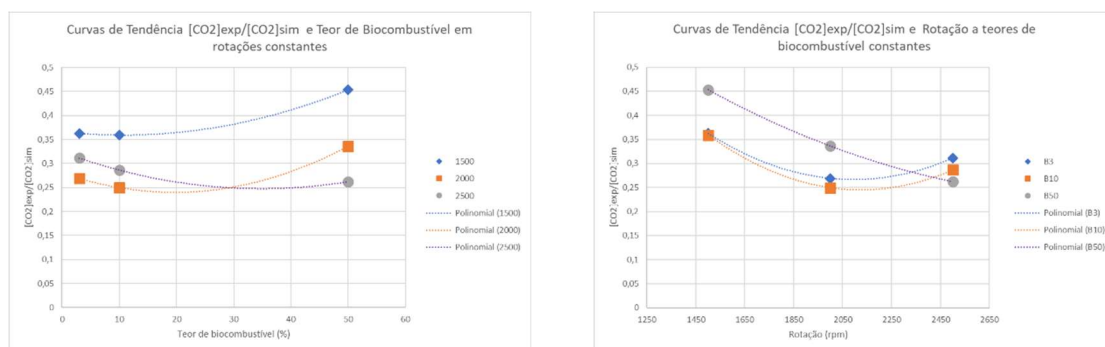 Curvas de Tendência [CO2]exp/[CO2]sim e Teor de Biocombustível em
rotações constantes
0,5
0,45
0,4
0,35
0,3
0,25
0,2
0,15
0,1
0,05
0
[CO2]exp/[CO2]sim
0
10
20
30
40
50
60
Teor de biocombustível (%)
1500
2000
2500
Polinomial (1500)
Polinomial (2000)
Polinomial (2500)
Curvas de Tendência [CO2]exp/[CO2]sim e Rotação a teores de
biocombustível constantes
0,5
0,45
0,4
0,35
0,3
0,25
0,2
0,15
0,1
0,05
0
[CO2]exp/[CO2]sim
1250
1450
1650
1850
2050
2250
2450
2650
Rotação (rpm)
B3
B10
B50
Polinomial (B3)
Polinomial (B10)
Polinomial (B50)